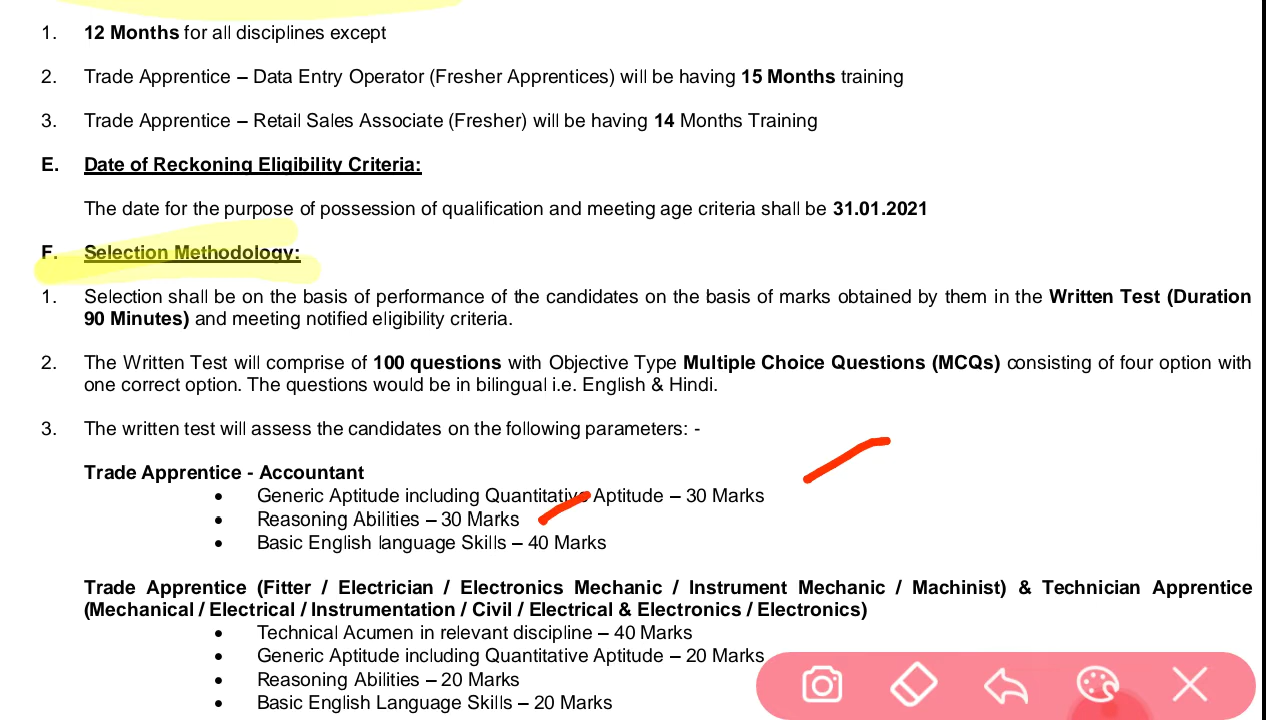 1. 12 Months for all disciplines except
2. Trade Apprentice – Data Entry Operator (Fresher Apprentices) will be having 15 Months training
3. Trade Apprentice – Retail Sales Associate (Fresher) will be having 14 Months Training
E. Date of Reckoning Eligibility Criteria:
The date for the purpose of possession of qualification and meeting age criteria shall be 31.01.2021
F. Selection Methodology:
1. Selection shall be on the basis of performance of the candidates on the basis of marks obtained by them in the Written Test (Duration
90 Minutes) and meeting notified eligibility criteria.
2. The Written Test will comprise of 100 questions with Objective Type Multiple Choice Questions (MCQs) consisting of four option with
one correct option. The questions would be in bilingual i.e. English & Hindi.
3. The written test will assess the candidates on the following parameters: -
Trade Apprentice - Accountant
• Generic Aptitude including Quantitative Aptitude – 30 Marks
• Reasoning Abilities – 30 Marks
• Basic English language Skills – 40 Marks
Trade Apprentice (Fitter / Electrician / Electronics Mechanic / Instrument Mechanic / Machinist) & Technician Apprentice
(Mechanical / Electrical / Instrumentation / Civil / Electrical & Electronics / Electronics)
• Technical Acumen in relevant discipline – 40 Marks
• Generic Aptitude including Quantitative Aptitude – 20 Marks
• Reasoning Abilities – 20 Marks
• Basic English Language Skills – 20 Marks